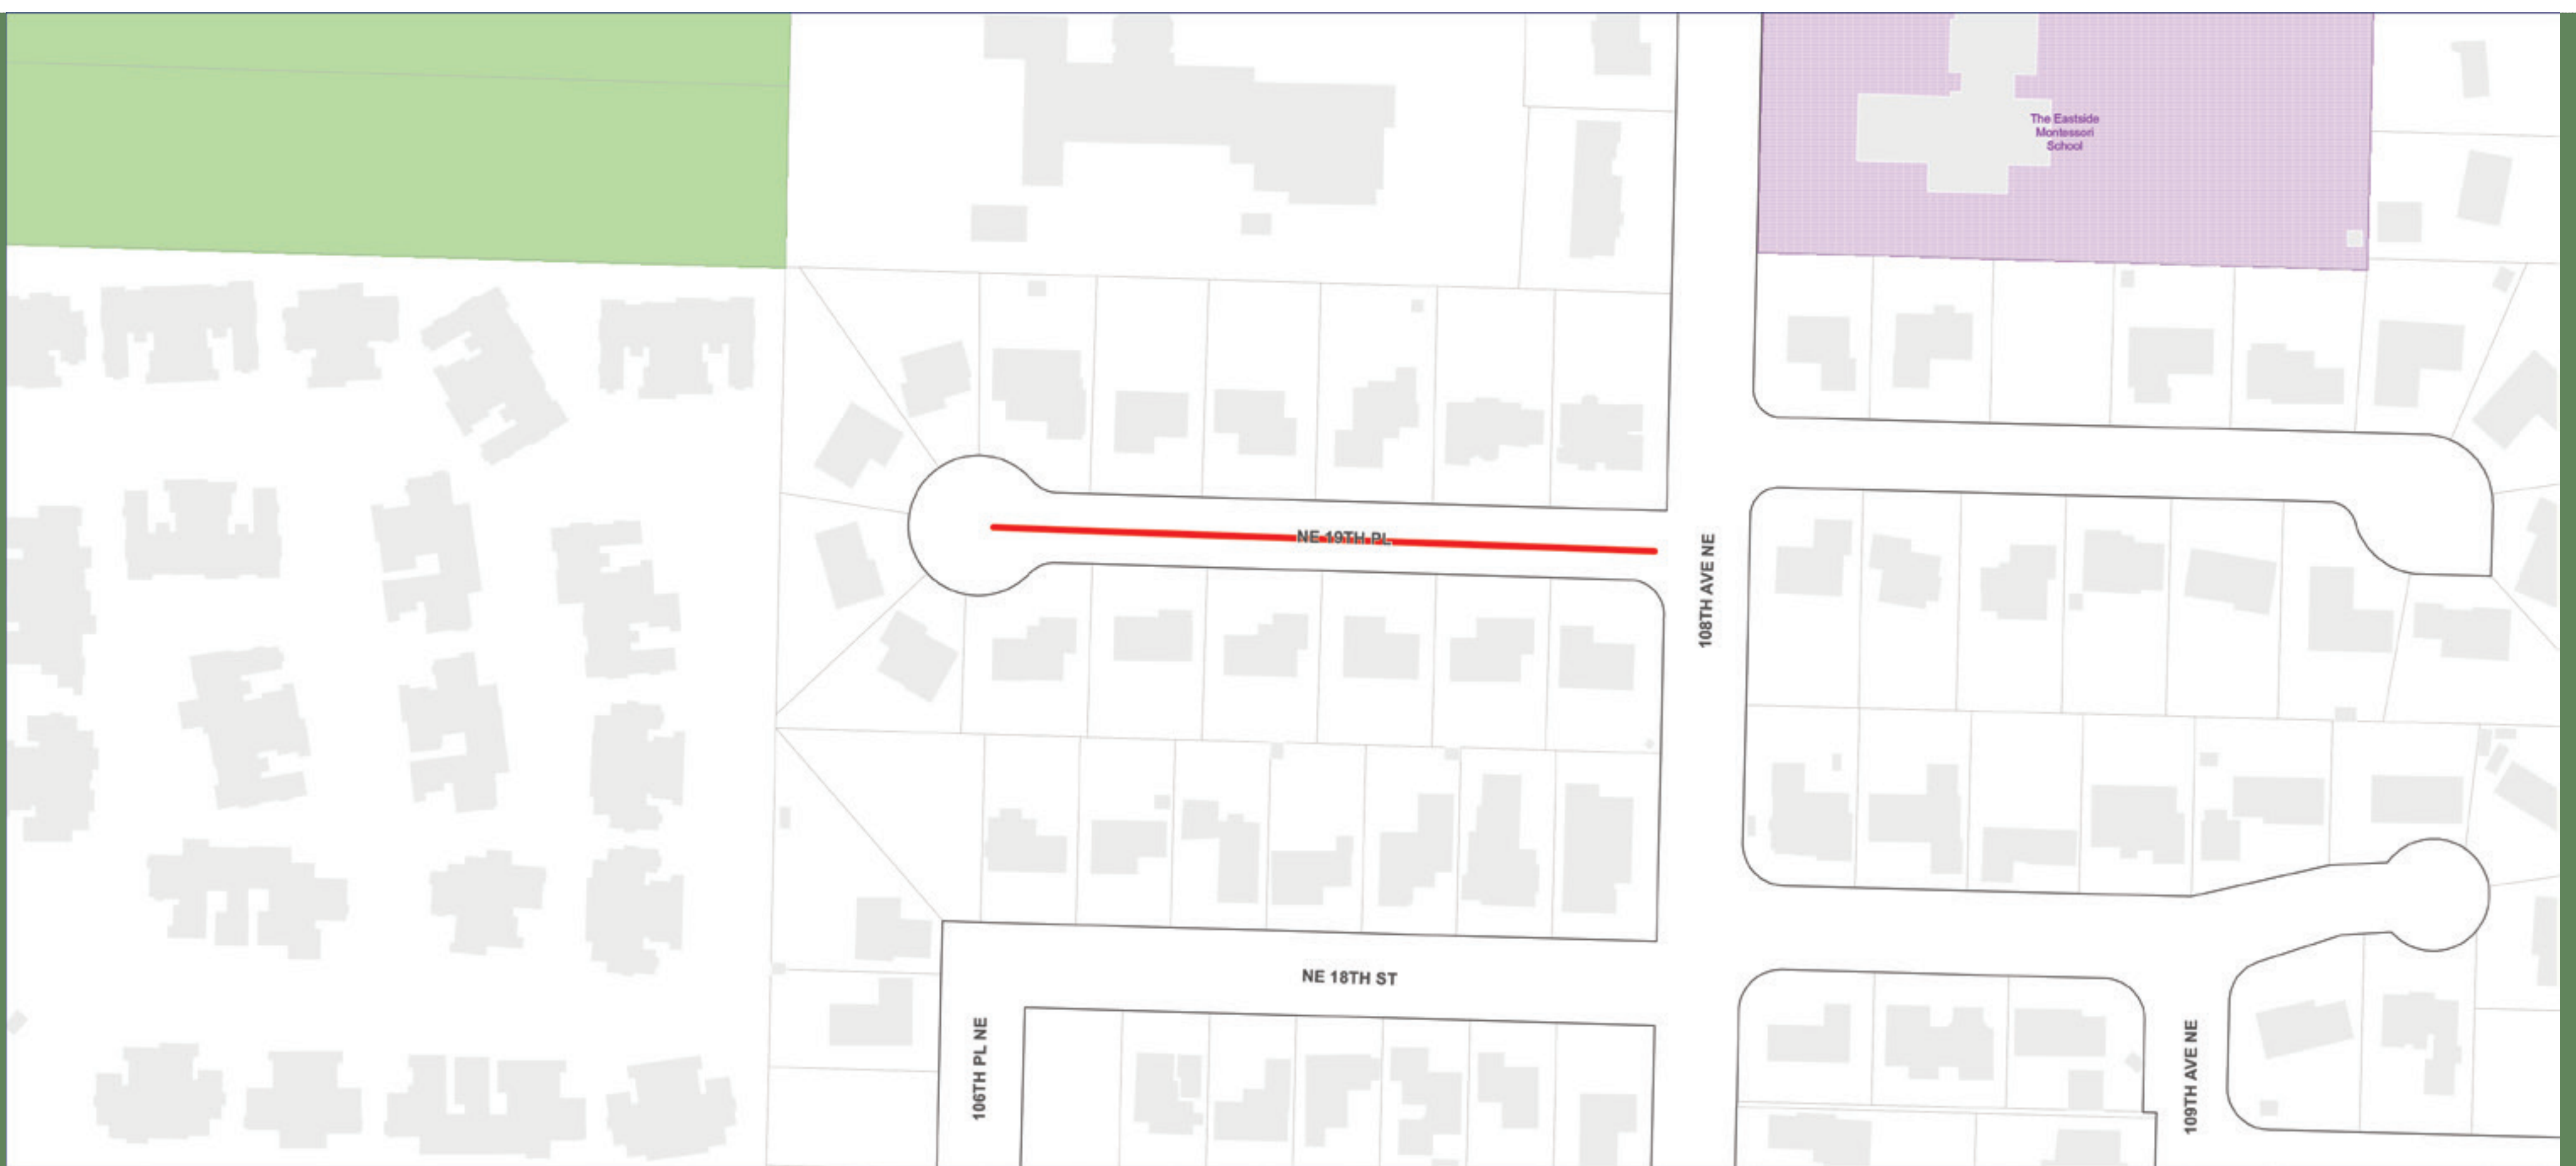 The Eastside
Montessori
School
NE 19TH PL
108TH AVE NE
NE 18TH ST
106TH PL NE
109TH AVE NE